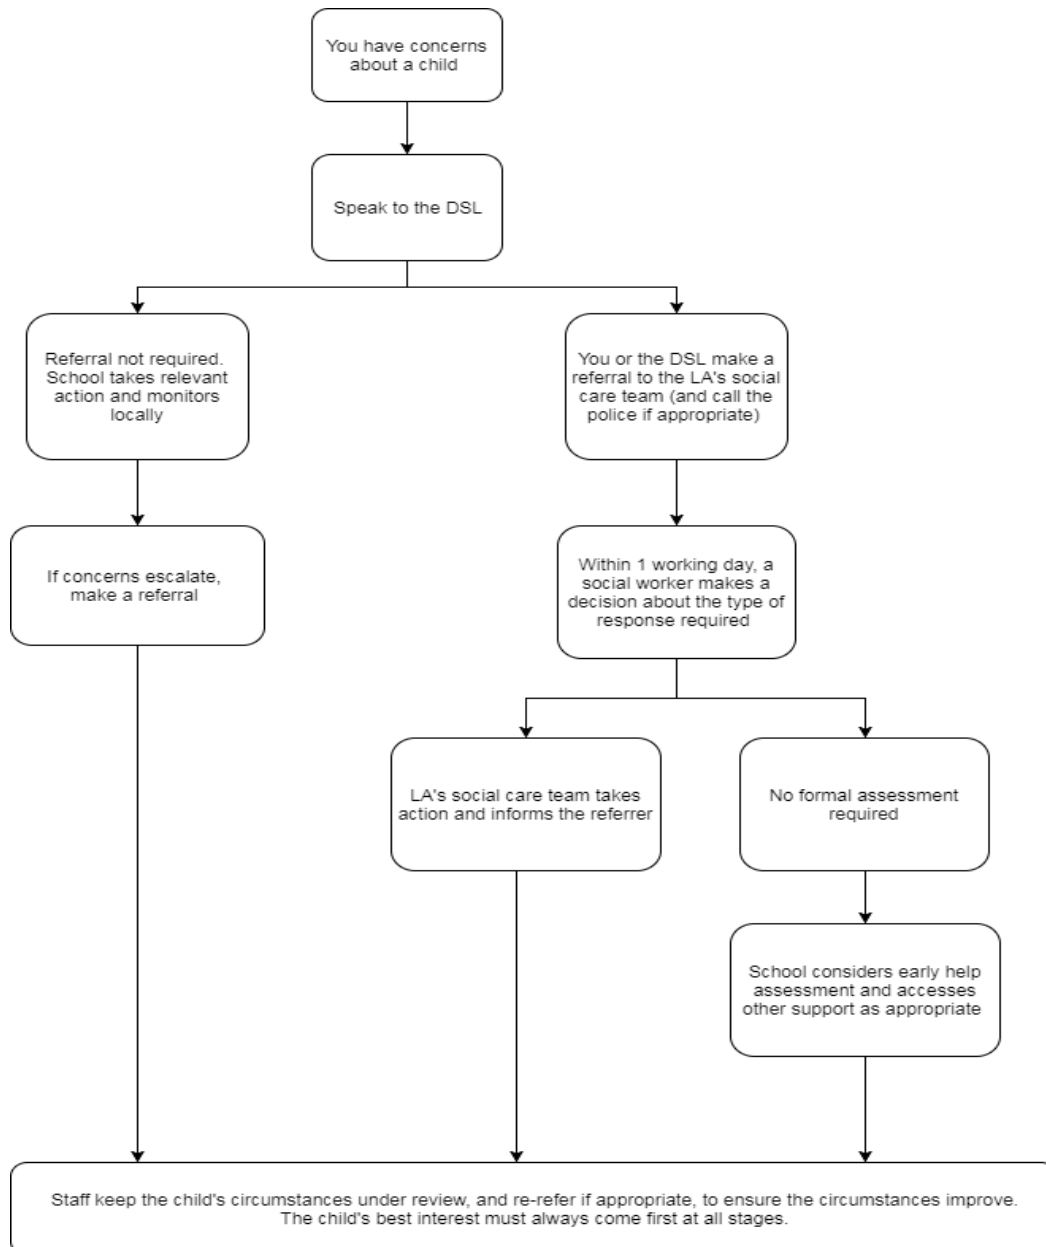 You have concerns
about a child
Speak to the DSL
Referral not required.
School takes relevant
action and monitors
locally
You or the DSL make a
referral to the LA's social
care team (and call the
police if appropriate)
If concerns escalate,
make a referral
Within 1 working day, a
social worker makes a
decision about the type of
response required
LA's social care team takes
action and informs the referrer
No formal assessment
required
School considers early help
assessment and accesses
other support as appropriate
Staff keep the child's circumstances under review, and re-refer if appropriate, to ensure the circumstances improve.
The child's best interest must always come first at all stages.